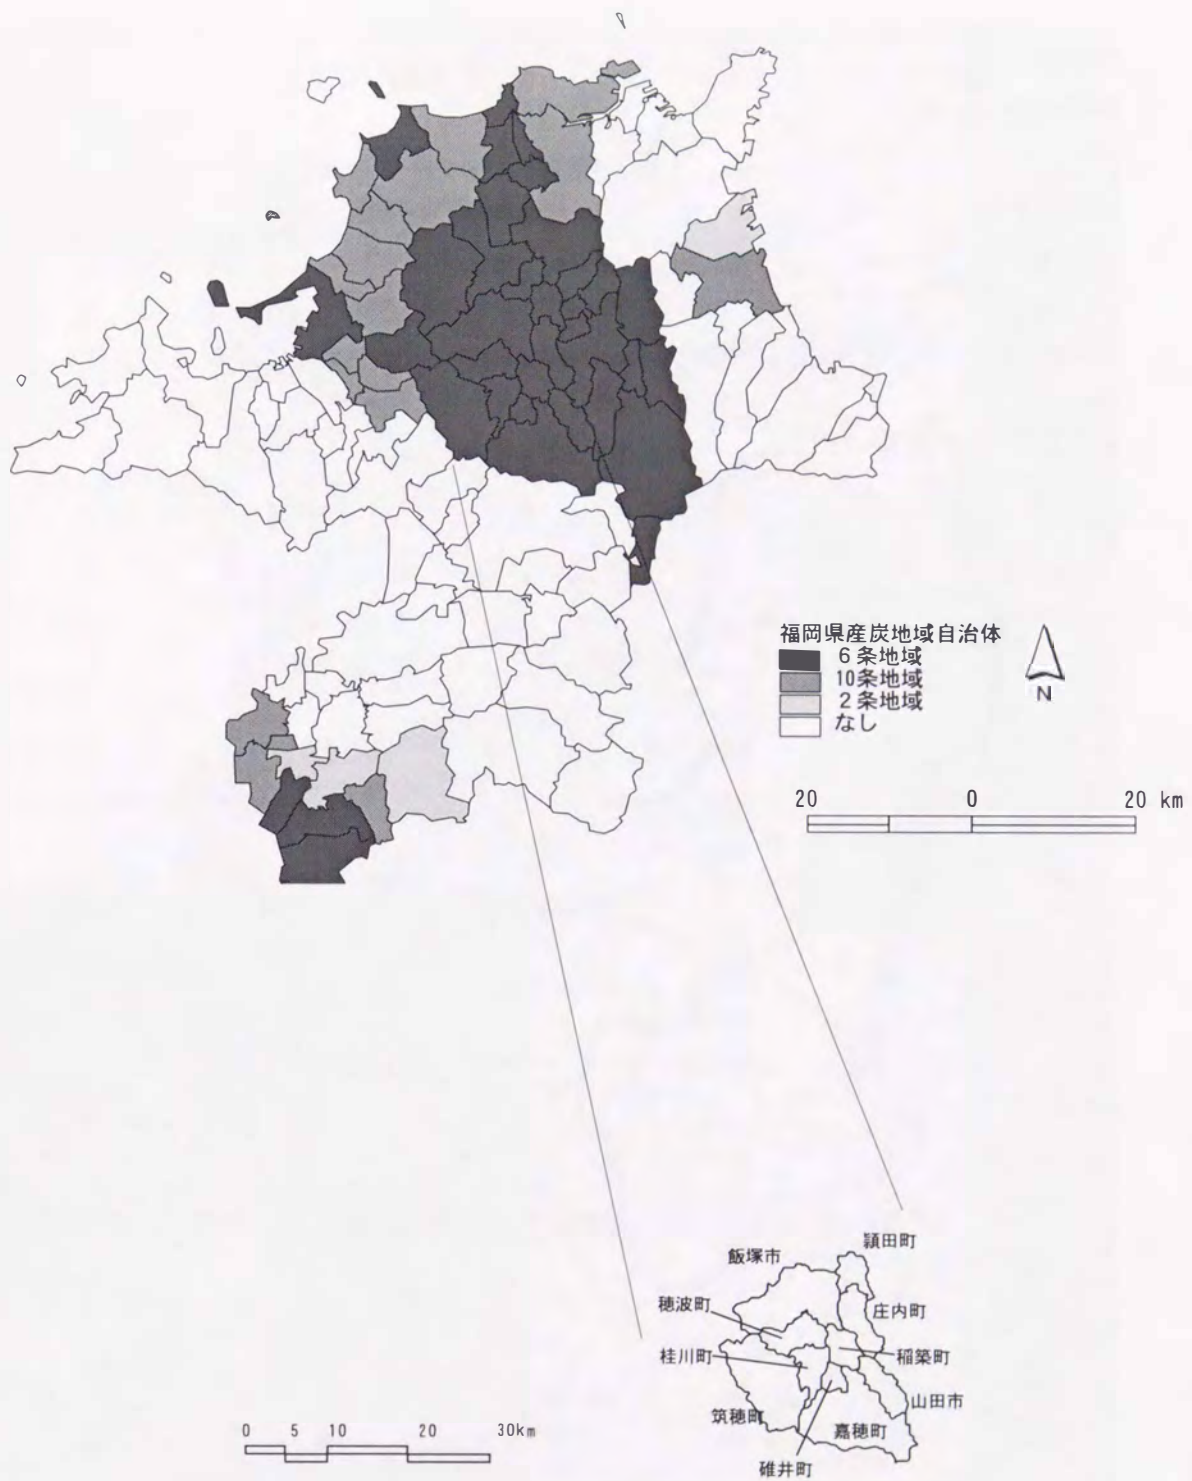 福岡県産炭地域自治体
6条地域
10条地域
2条地域
なし
N
20 0 20 km
頴田町
飯塚市
穂波町
庄内町
桂川町
稲築町
山田市
筑穂町
嘉穂町
碓井町
0 5 10 20 30km